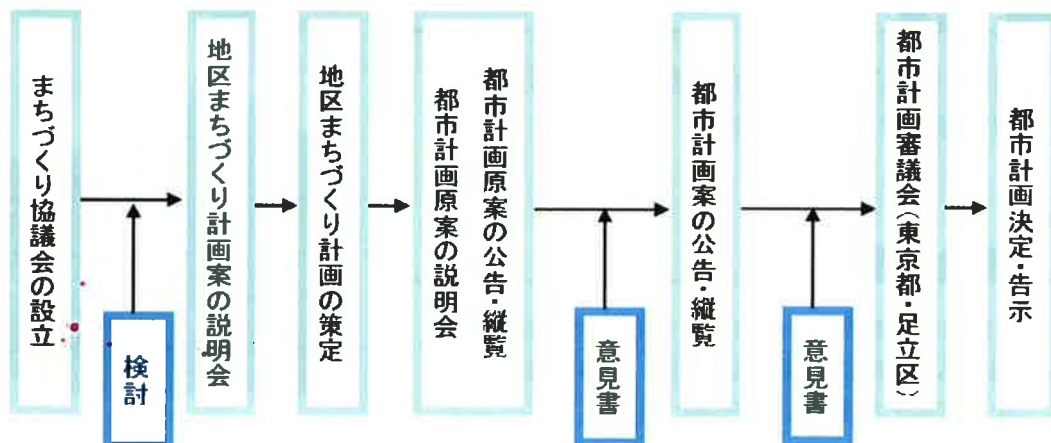 まちづくり協議会の設立
検討
地区まちづくり計画案の説明会
地区まちづくり計画の策定
都市計画原案の公告・縦覧
都市計画原案の説明会
意見書
都市計画案の公告・縦覧
意見書
都市計画審議会(東京都・足立区)
都市計画決定・告示